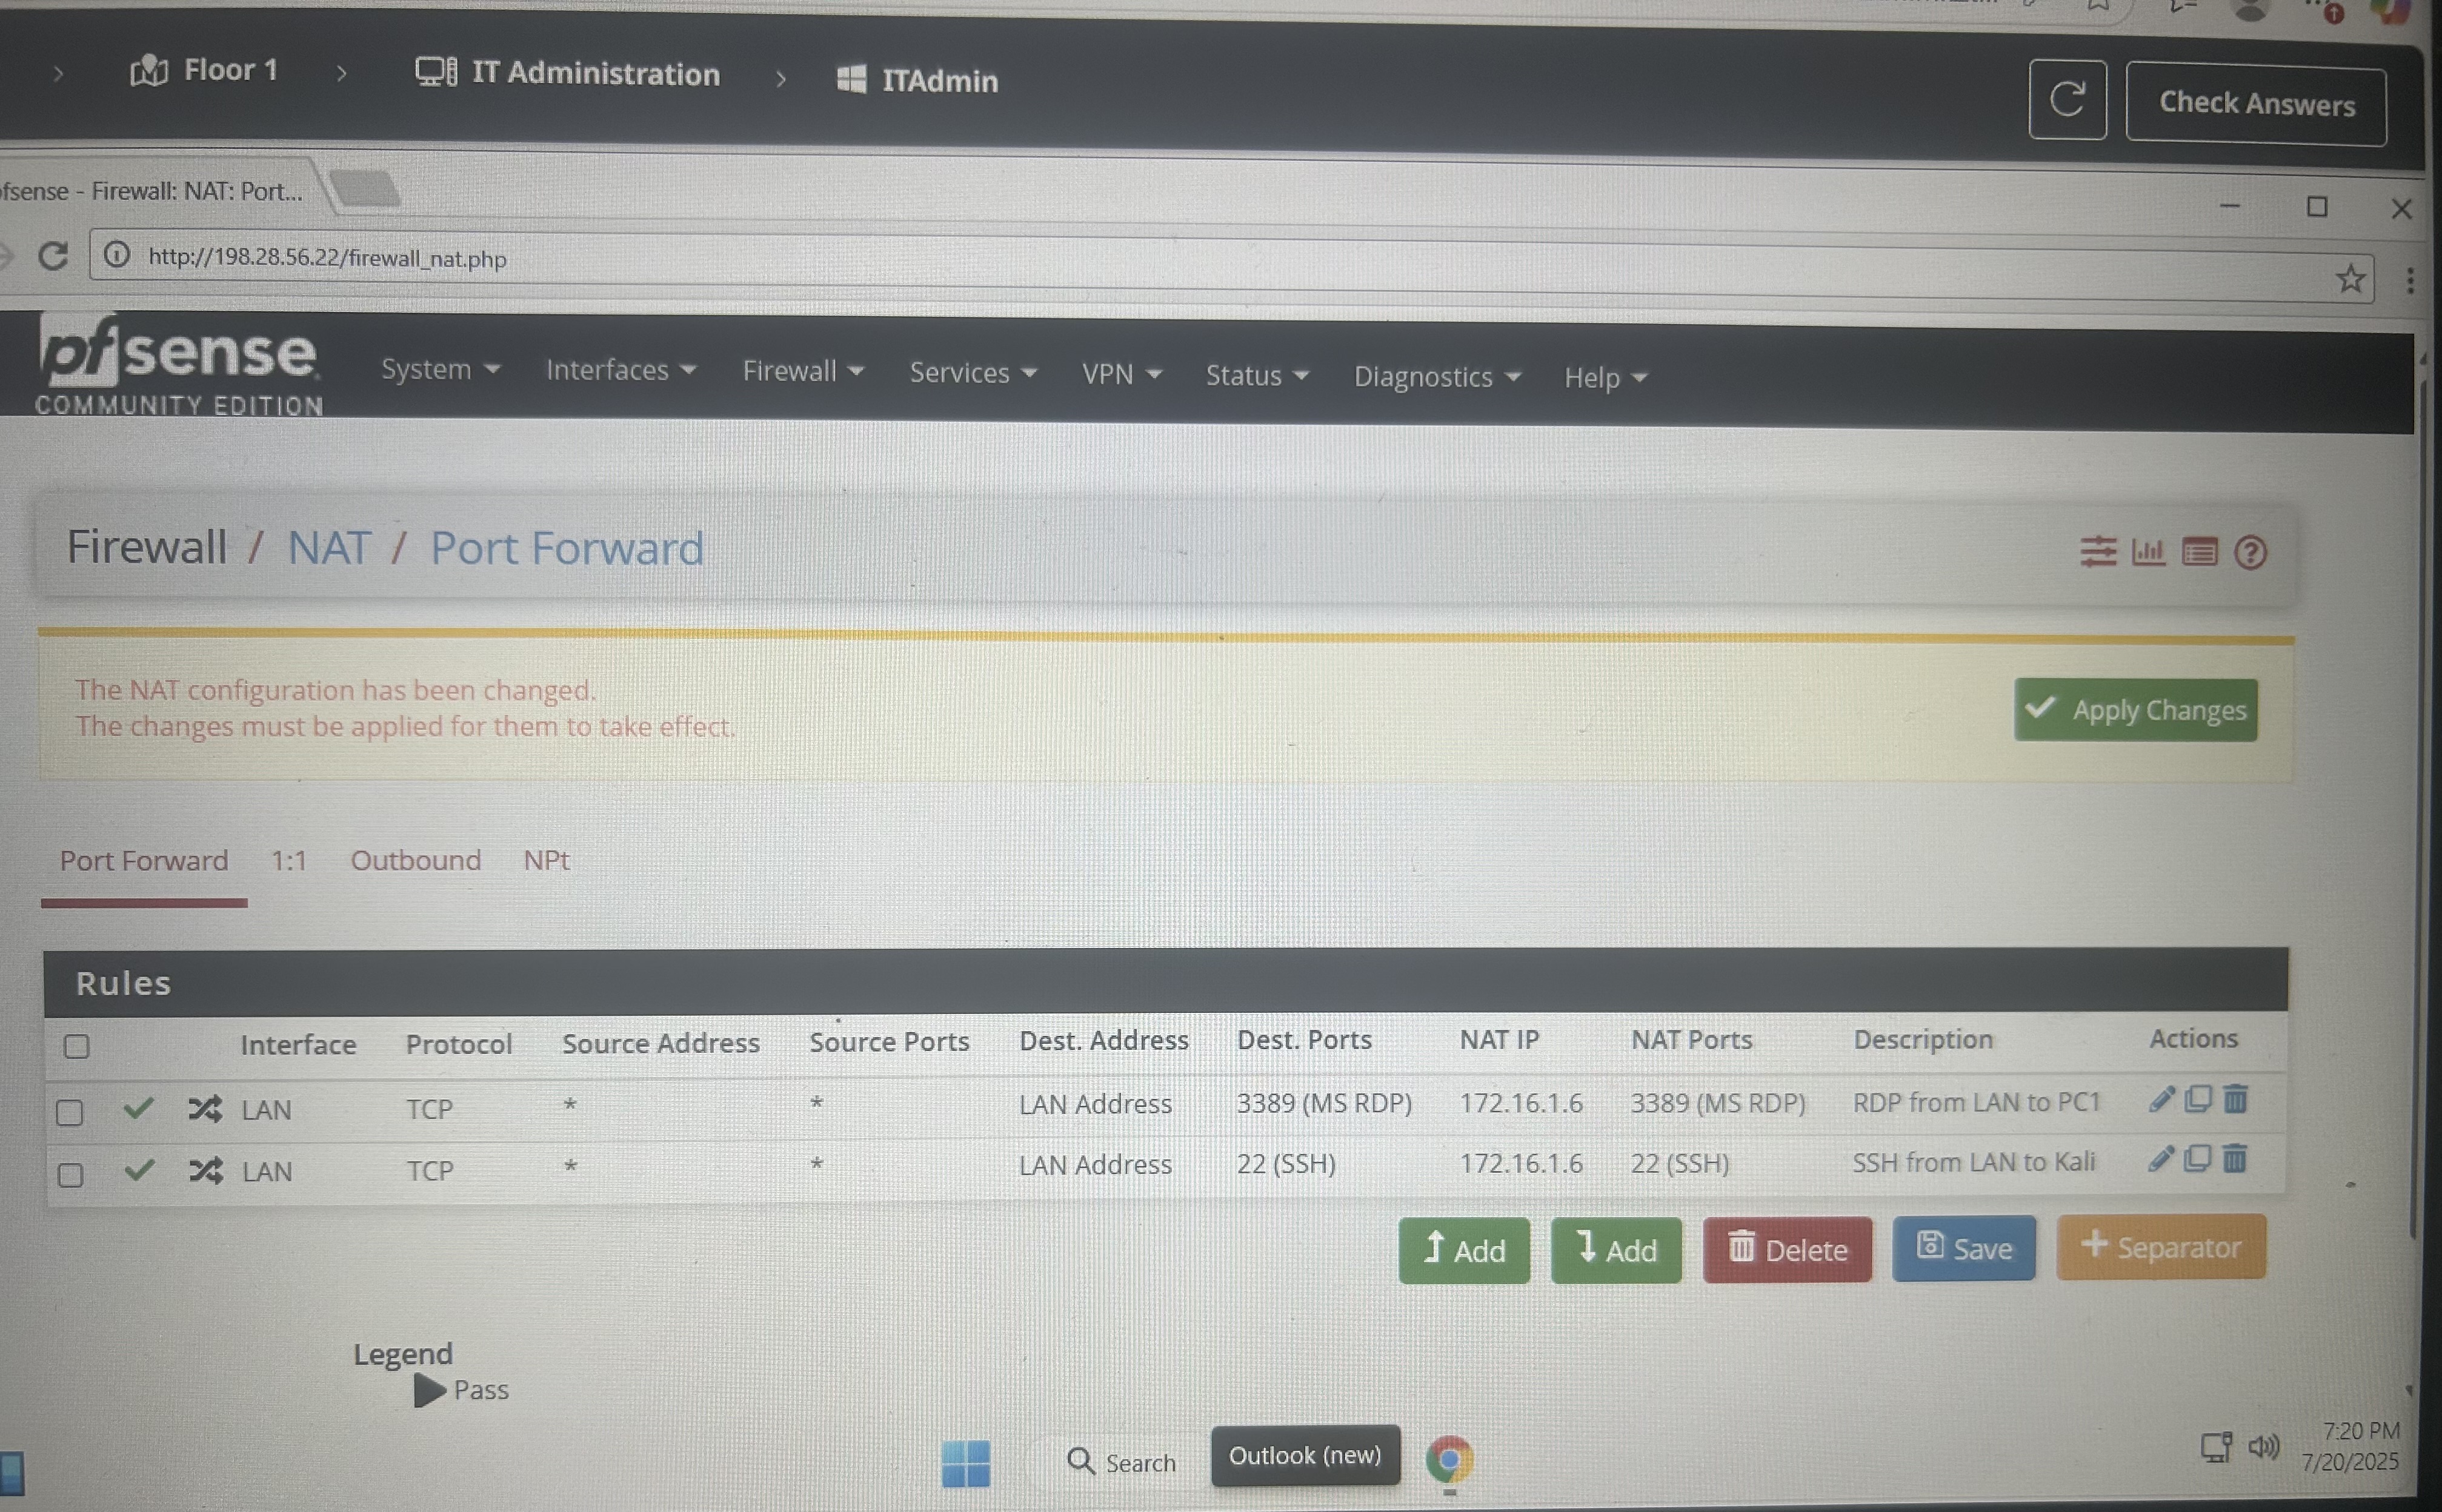 Floor 1 IT Administration ITAdmin Check Answers
fsense - Firewall: NAT: Port...
http://198.28.56.22/firewall_nat.php
pfsense System Interfaces Firewall Services VPN Status Diagnostics Help
COMMUNITY EDITION
Firewall / NAT / Port Forward
The NAT configuration has been changed.
The changes must be applied for them to take effect.
Apply Changes
Port Forward 1:1 Outbound NPt
Rules
Interface Protocol Source Address Source Ports Dest. Address Dest. Ports NAT IP NAT Ports Description Actions
LAN TCP * * LAN Address 3389 (MS RDP) 172.16.1.6 3389 (MS RDP) RDP from LAN to PC1
LAN TCP * * LAN Address 22 (SSH) 172.16.1.6 22 (SSH) SSH from LAN to Kali
Add Add Delete Save + Separator
Legend
Pass
Search Outlook (new) 7:20 PM
7/20/2025